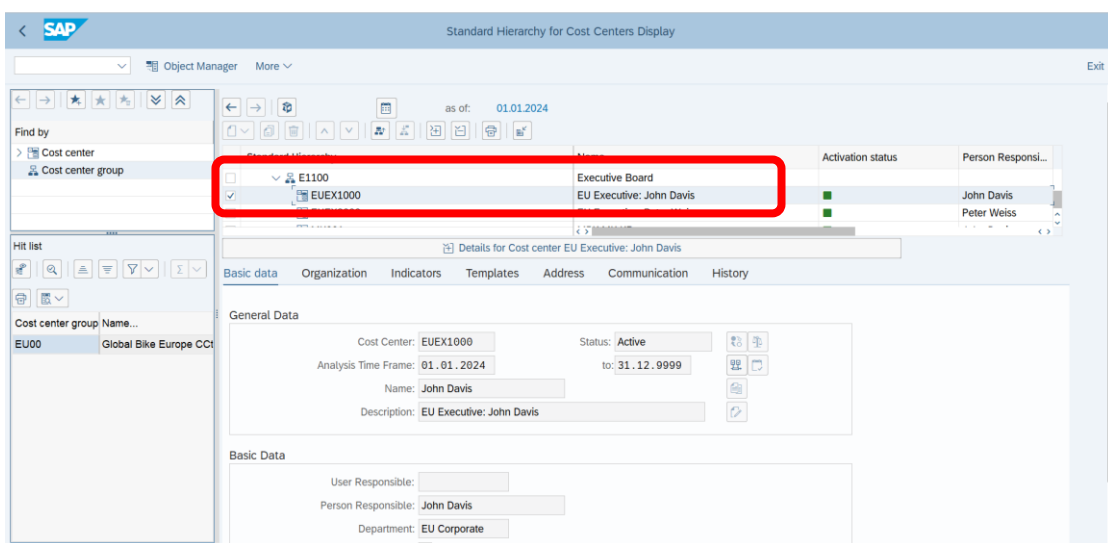 SAP
Standard Hierarchy for Cost Centers Display
Object Manager More
Exit
as of: 01.01.2024
Find by
Cost center
Cost center group
Standard Hierarchy Name Activation status Person Responsi...
E1100 Executive Board
EUEX1000 EU Executive: John Davis John Davis
Peter Weiss
Hit list
Details for Cost center EU Executive: John Davis
Basic data Organization Indicators Templates Address Communication History
Cost center group Name...
EU00 Global Bike Europe CCt
General Data
Cost Center: EUEX1000 Status: Active
Analysis Time Frame: 01.01.2024 to: 31.12.9999
Name: John Davis
Description: EU Executive: John Davis
Basic Data
User Responsible:
Person Responsible: John Davis
Department: EU Corporate